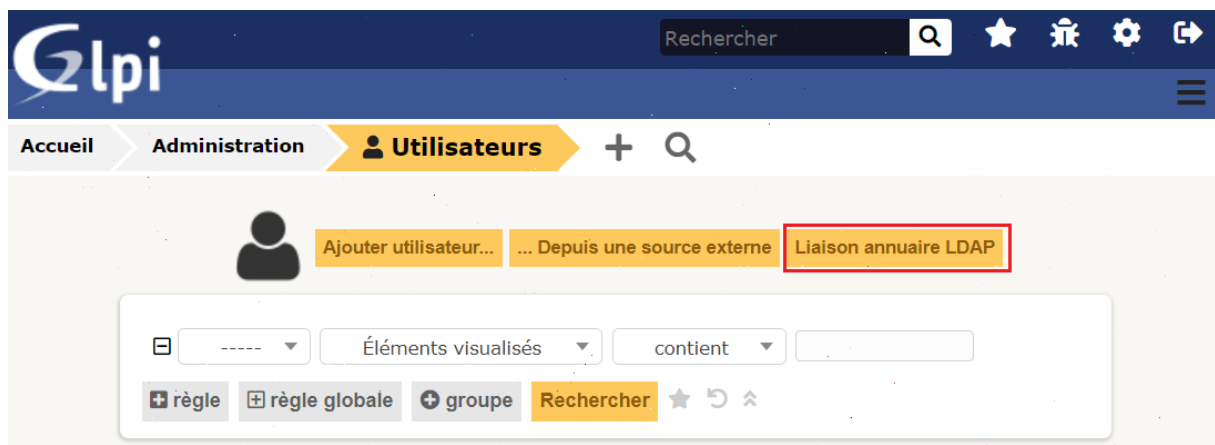 Glpi
Rechercher
Accueil Administration Utilisateurs
Ajouter utilisateur... ... Depuis une source externe Liaison annuaire LDAP
----- Éléments visualisés contient
règle règle globale groupe Rechercher